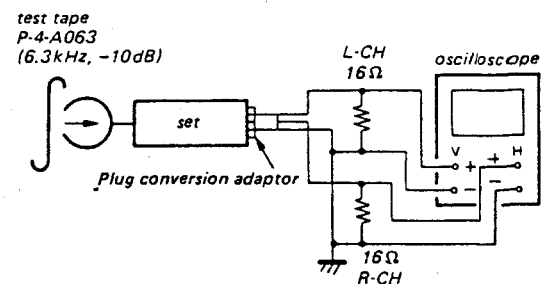 test tape
P-4-A063
(6.3kHz, −10dB)
L-CH
16Ω
oscilloscope
set
V
H
+
+
−
−
Plug conversion adaptor
16Ω
R-CH